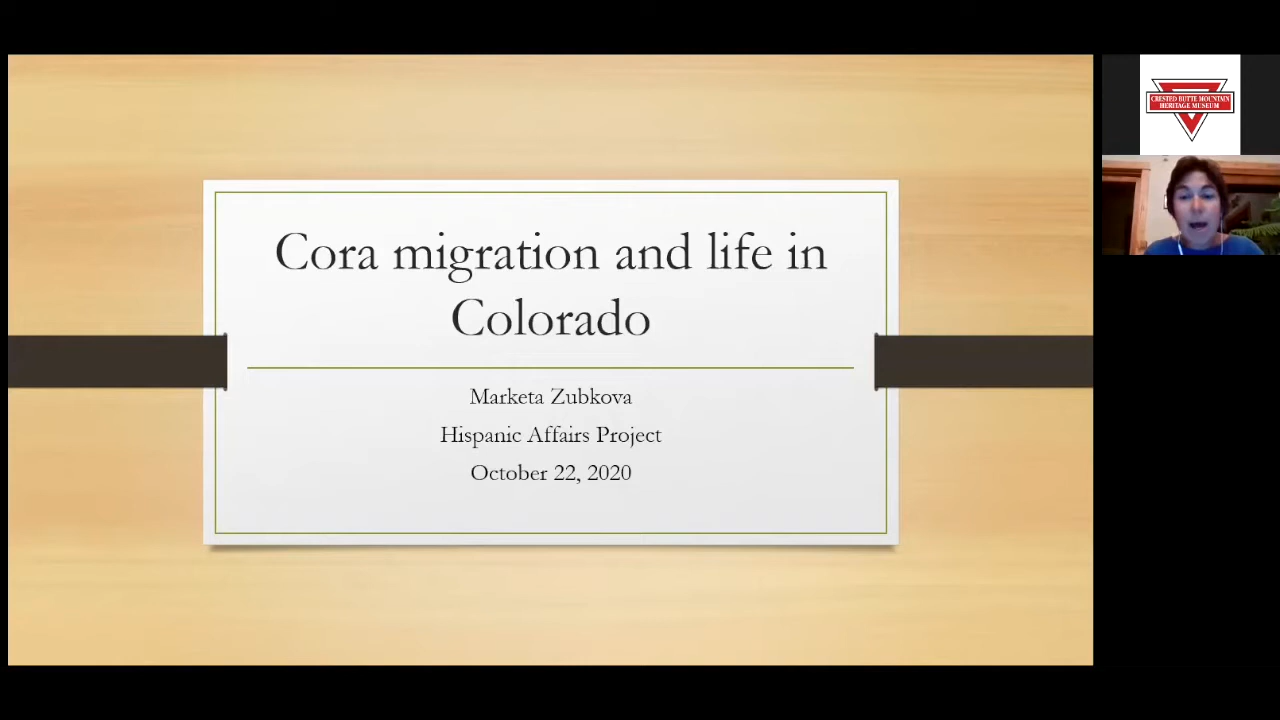 Cora migration and life in
Colorado
Marketa Zubkova
Hispanic Affairs Project
October 22, 2020
CRESTED BUTTE MOUNTAIN
HERITAGE MUSEUM